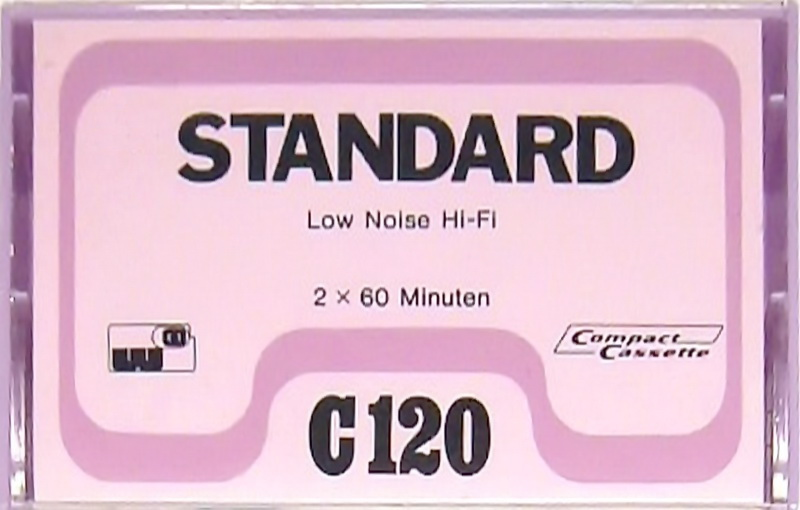 STANDARD
Low Noise Hi-Fi
2 × 60 Minuten
Compact
Cassette
C120